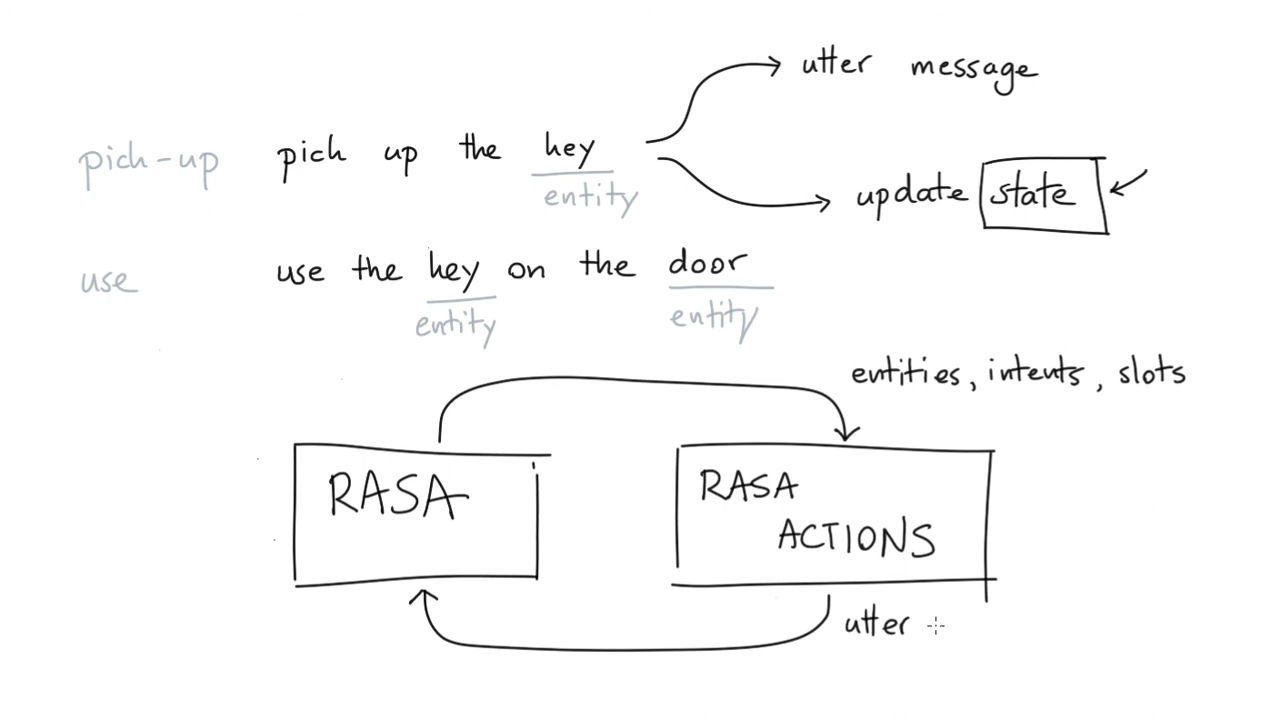 utter message
pick-up pick up the key
entity
update state
use use the key on the door
entity entity
entities, intents, slots
RASA
RASA
ACTIONS
utter